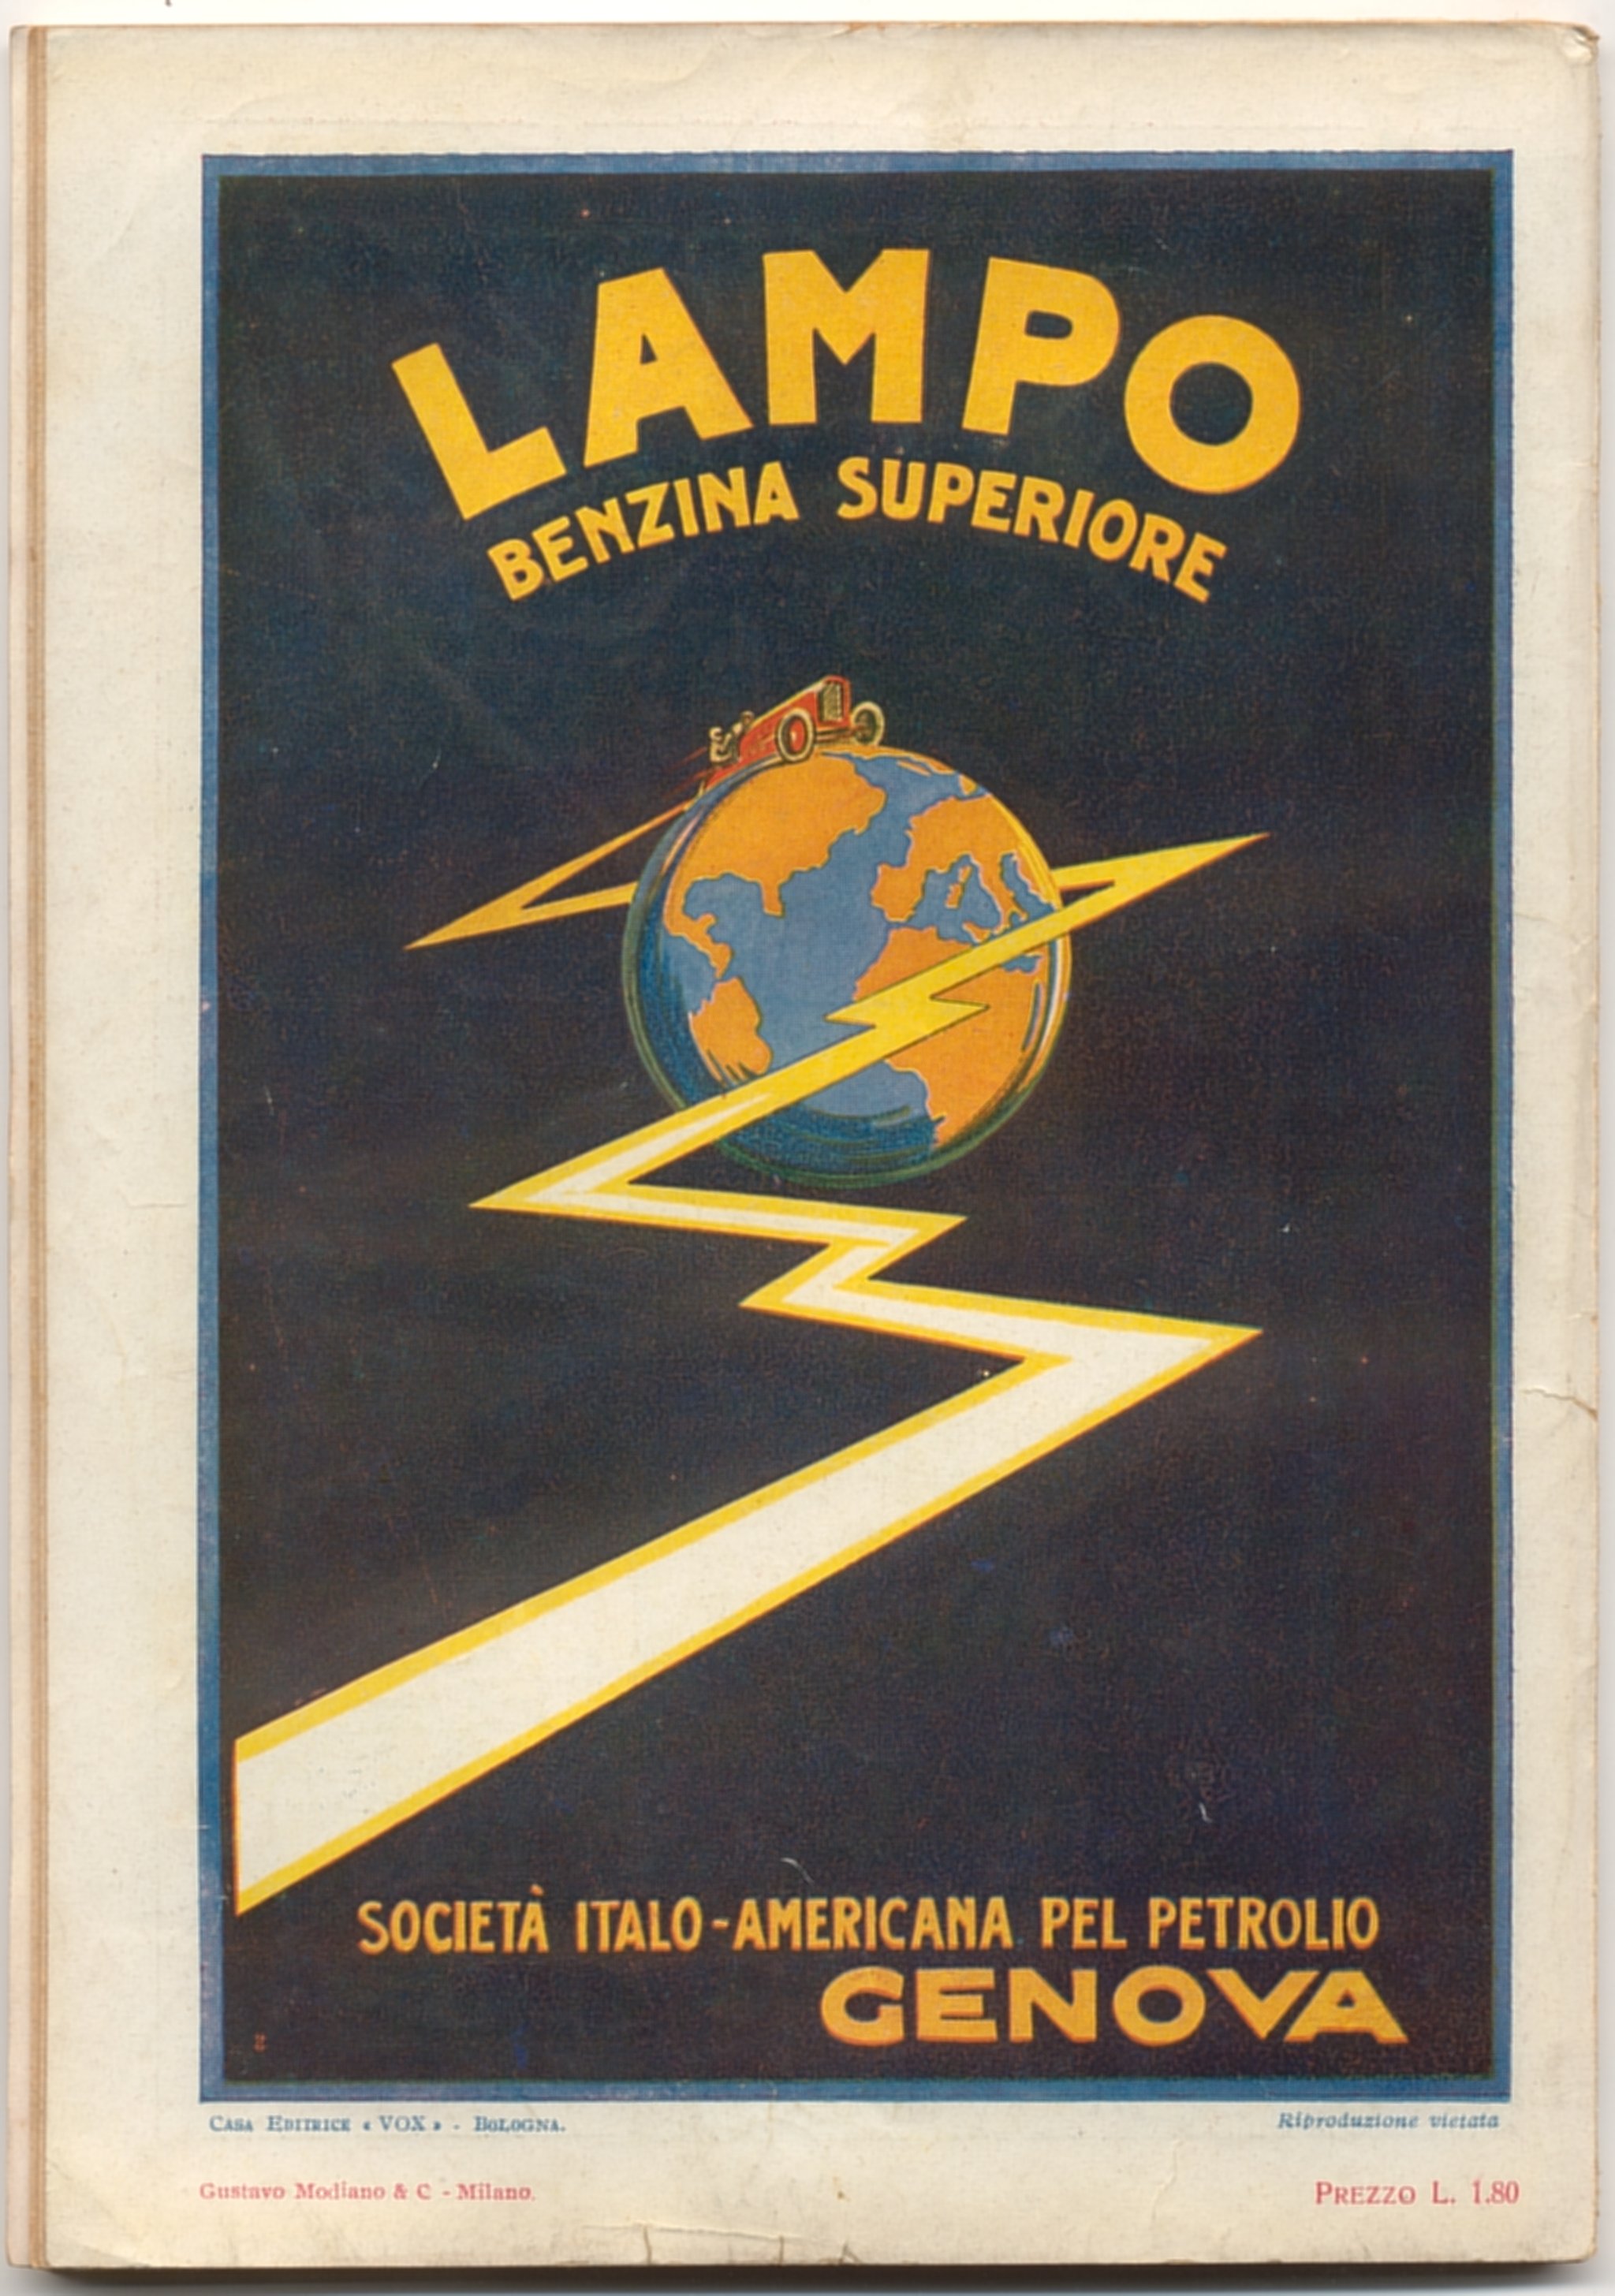 LAMPO
BENZINA SUPERIORE
SOCIETÀ ITALO-AMERICANA PEL PETROLIO
GENOVA
CASA EDITRICE « VOX » - BOLOGNA.
Riproduzione vietata
Gustavo Modiano & C - Milano.
PREZZO L. 1.80